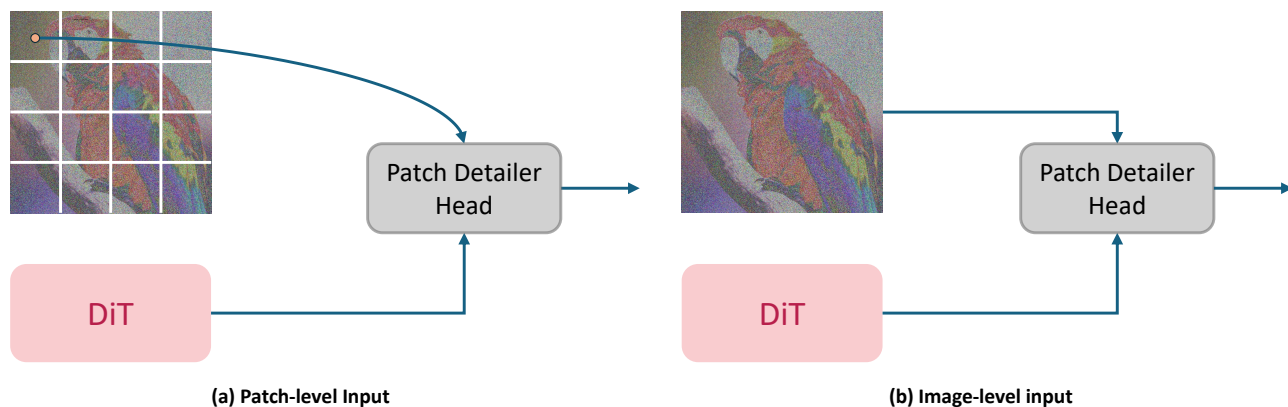 Patch Detailer
Head
DiT
(a) Patch-level Input
Patch Detailer
Head
DiT
(b) Image-level input